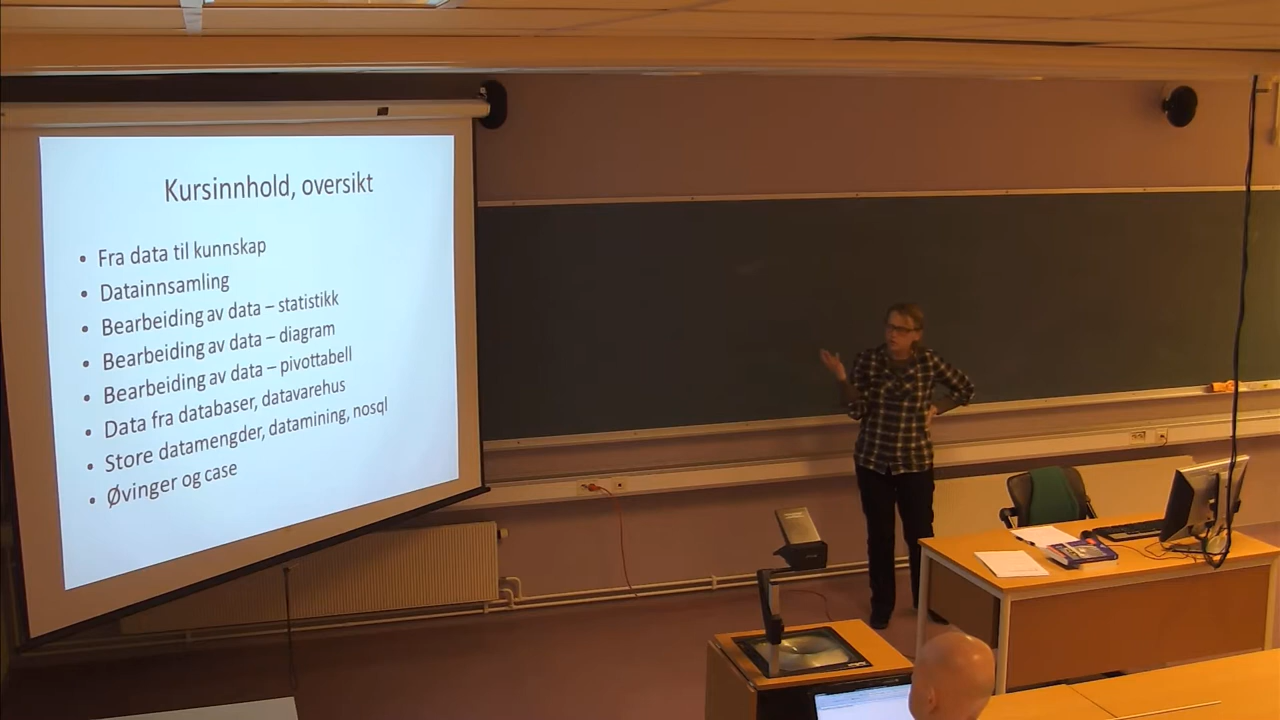 Kursinnhold, oversikt
• Fra data til kunnskap
• Datainnsamling
• Bearbeiding av data – statistikk
• Bearbeiding av data – diagram
• Bearbeiding av data – pivottabell
• Data fra databaser, datavarehus
• Store datamengder, datamining, nosql
• Øvinger og case